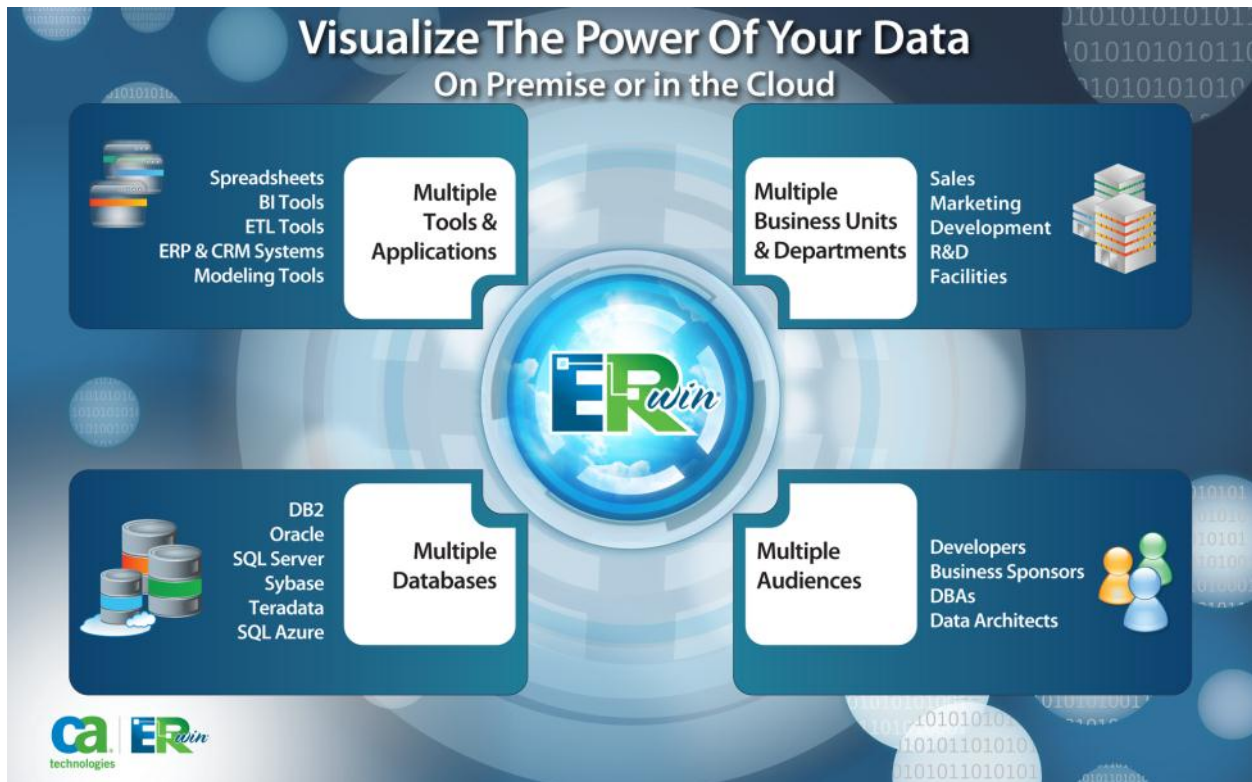 Visualize The Power Of Your Data
On Premise or in the Cloud
Spreadsheets
BI Tools
ETL Tools
ERP & CRM Systems
Modeling Tools
Multiple
Tools &
Applications
Multiple
Business Units
& Departments
Sales
Marketing
Development
R&D
Facilities
ERwin
DB2
Oracle
SQL Server
Sybase
Teradata
SQL Azure
Multiple
Databases
Multiple
Audiences
Developers
Business Sponsors
DBAs
Data Architects
ca.
technologies
ERwin